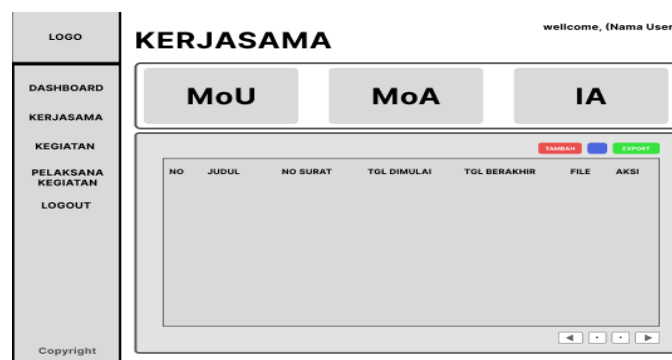 LOGO
wellcome, (Nama User
KERJASAMA
DASHBOARD
KERJASAMA
KEGIATAN
PELAKSANA
KEGIATAN
LOGOUT
Copyright
MoU MoA IA
TAMBAH EXPORT
NO JUDUL NO SURAT TGL DIMULAI TGL BERAKHIR FILE AKSI